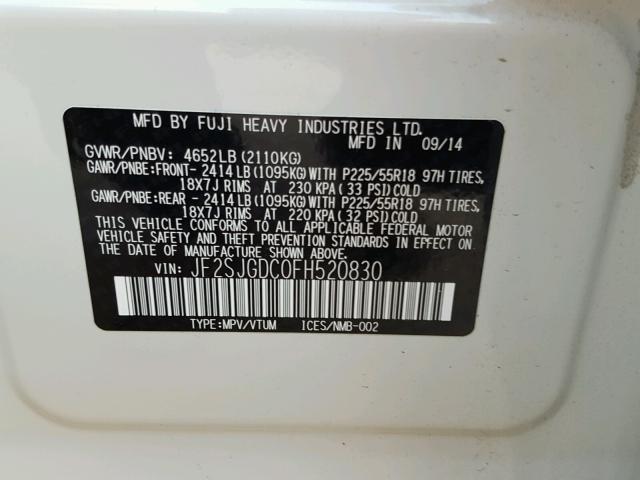 MFD BY FUJI HEAVY INDUSTRIES LTD.
MFD IN 09/14
GVWR/PNBV: 4652LB(2110KG)
GAWR/PNBE:FRONT- 2414LB(1095KG)WITH P225/55R18 97H TIRES,
18X7J RIMS AT 230 KPA(33 PSI)COLD
GAWR/PNBE:REAR - 2414LB(1095KG)WITH P225/55R18 97H TIRES,
18X7J RIMS AT 220 KPA(32 PSI)COLD
THIS VEHICLE CONFORMS TO ALL APPLICABLE FEDERAL MOTOR
VEHICLE SAFETY AND THEFT PREVENTION STANDARDS IN EFFECT ON
THE DATE OF MANUFACTURE SHOWN ABOVE.
VIN: JF2SJGDC0FH520830
TYPE:MPV/VTUM ICES/NMB-002